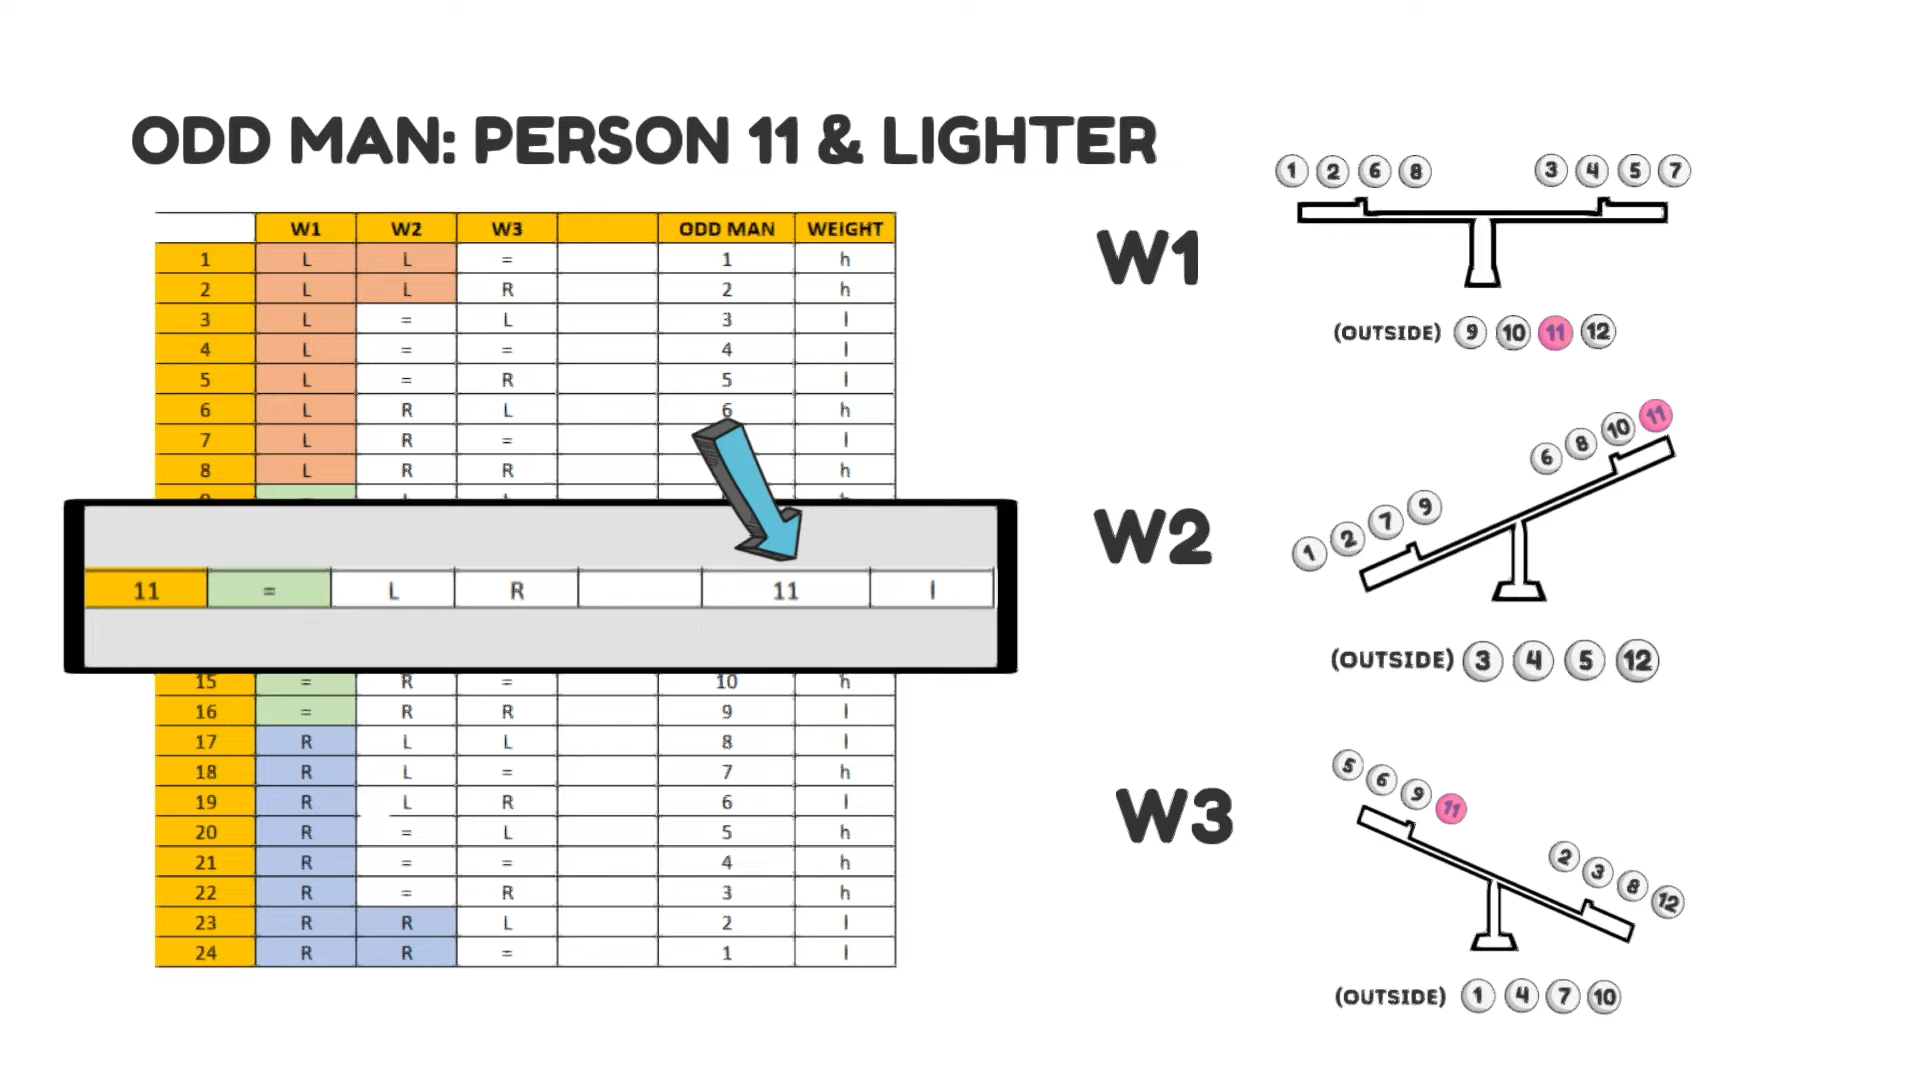 ODD MAN: PERSON 11 & LIGHTER
W1 W2 W3 ODD MAN WEIGHT
1 L L = 1 h
2 L L R 2 h
3 L = L 3 l
4 L = = 4 l
5 L = R 5 l
6 L R L 6 h
7 L R = l
8 L R R h
11 = L R 11 l
15 = R = 10 h
16 = R R 9 l
17 R L L 8 l
18 R L = 7 h
19 R L R 6 l
20 R = L 5 h
21 R = = 4 h
22 R = R 3 h
23 R R L 2 l
24 R R = 1 l
W1
1 2 6 8
3 4 5 7
(OUTSIDE) 9 10 11 12
W2
1 2 7 9
6 8 10 11
(OUTSIDE) 3 4 5 12
W3
5 6 9 11
2 3 8 12
(OUTSIDE) 1 4 7 10